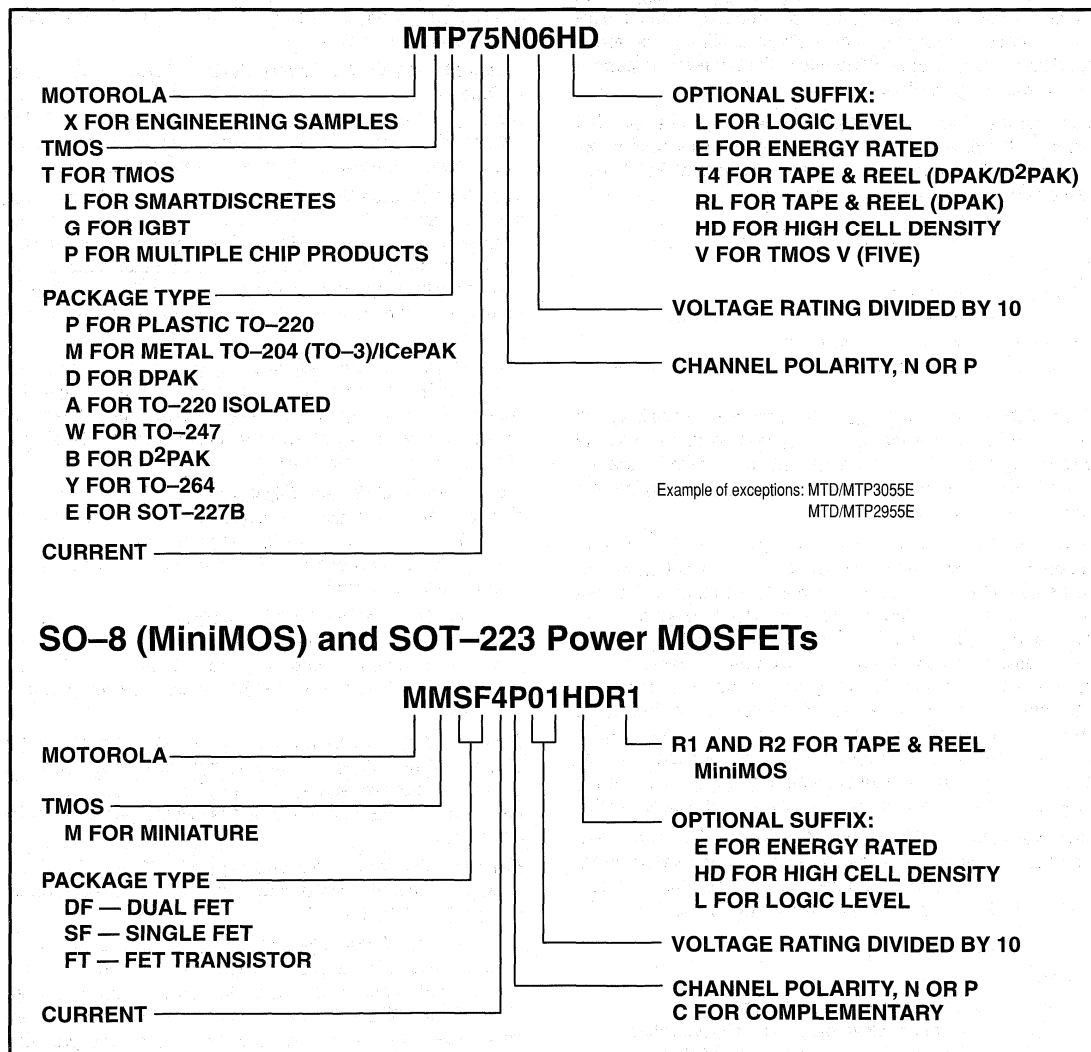 MTP75N06HD
MOTOROLA
X FOR ENGINEERING SAMPLES
TMOS
T FOR TMOS
L FOR SMARTDISCRETES
G FOR IGBT
P FOR MULTIPLE CHIP PRODUCTS
PACKAGE TYPE
P FOR PLASTIC TO–220
M FOR METAL TO–204 (TO–3)/ICePAK
D FOR DPAK
A FOR TO–220 ISOLATED
W FOR TO–247
B FOR D2PAK
Y FOR TO–264
E FOR SOT–227B
CURRENT
OPTIONAL SUFFIX:
L FOR LOGIC LEVEL
E FOR ENERGY RATED
T4 FOR TAPE & REEL (DPAK/D2PAK)
RL FOR TAPE & REEL (DPAK)
HD FOR HIGH CELL DENSITY
V FOR TMOS V (FIVE)
VOLTAGE RATING DIVIDED BY 10
CHANNEL POLARITY, N OR P
Example of exceptions: MTD/MTP3055E
MTD/MTP2955E
SO–8 (MiniMOS) and SOT–223 Power MOSFETs
MMSF4P01HDR1
MOTOROLA
TMOS
M FOR MINIATURE
PACKAGE TYPE
DF — DUAL FET
SF — SINGLE FET
FT — FET TRANSISTOR
CURRENT
R1 AND R2 FOR TAPE & REEL
MiniMOS
OPTIONAL SUFFIX:
E FOR ENERGY RATED
HD FOR HIGH CELL DENSITY
L FOR LOGIC LEVEL
VOLTAGE RATING DIVIDED BY 10
CHANNEL POLARITY, N OR P
C FOR COMPLEMENTARY